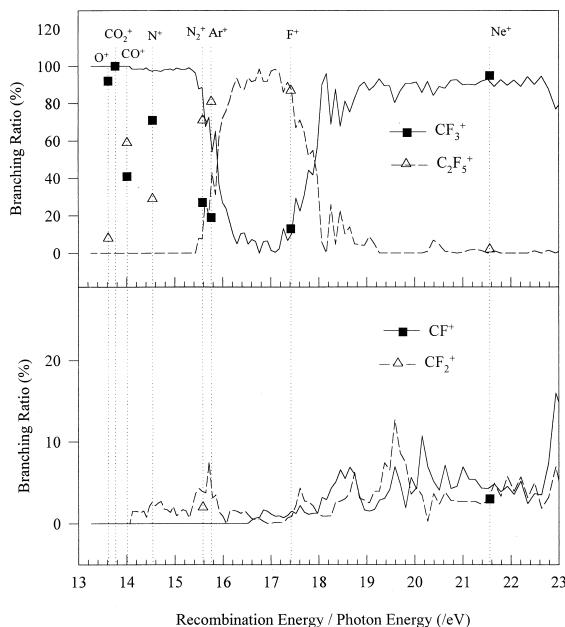 O⁺
CO₂⁺
CO⁺
N⁺
N₂⁺
Ar⁺
F⁺
Ne⁺
120
100
80
60
40
20
0
Branching Ratio (%)
CF₃⁺
C₂F₅⁺
20
10
0
Branching Ratio (%)
CF⁺
CF₂⁺
13 14 15 16 17 18 19 20 21 22 23
Recombination Energy / Photon Energy (/eV)